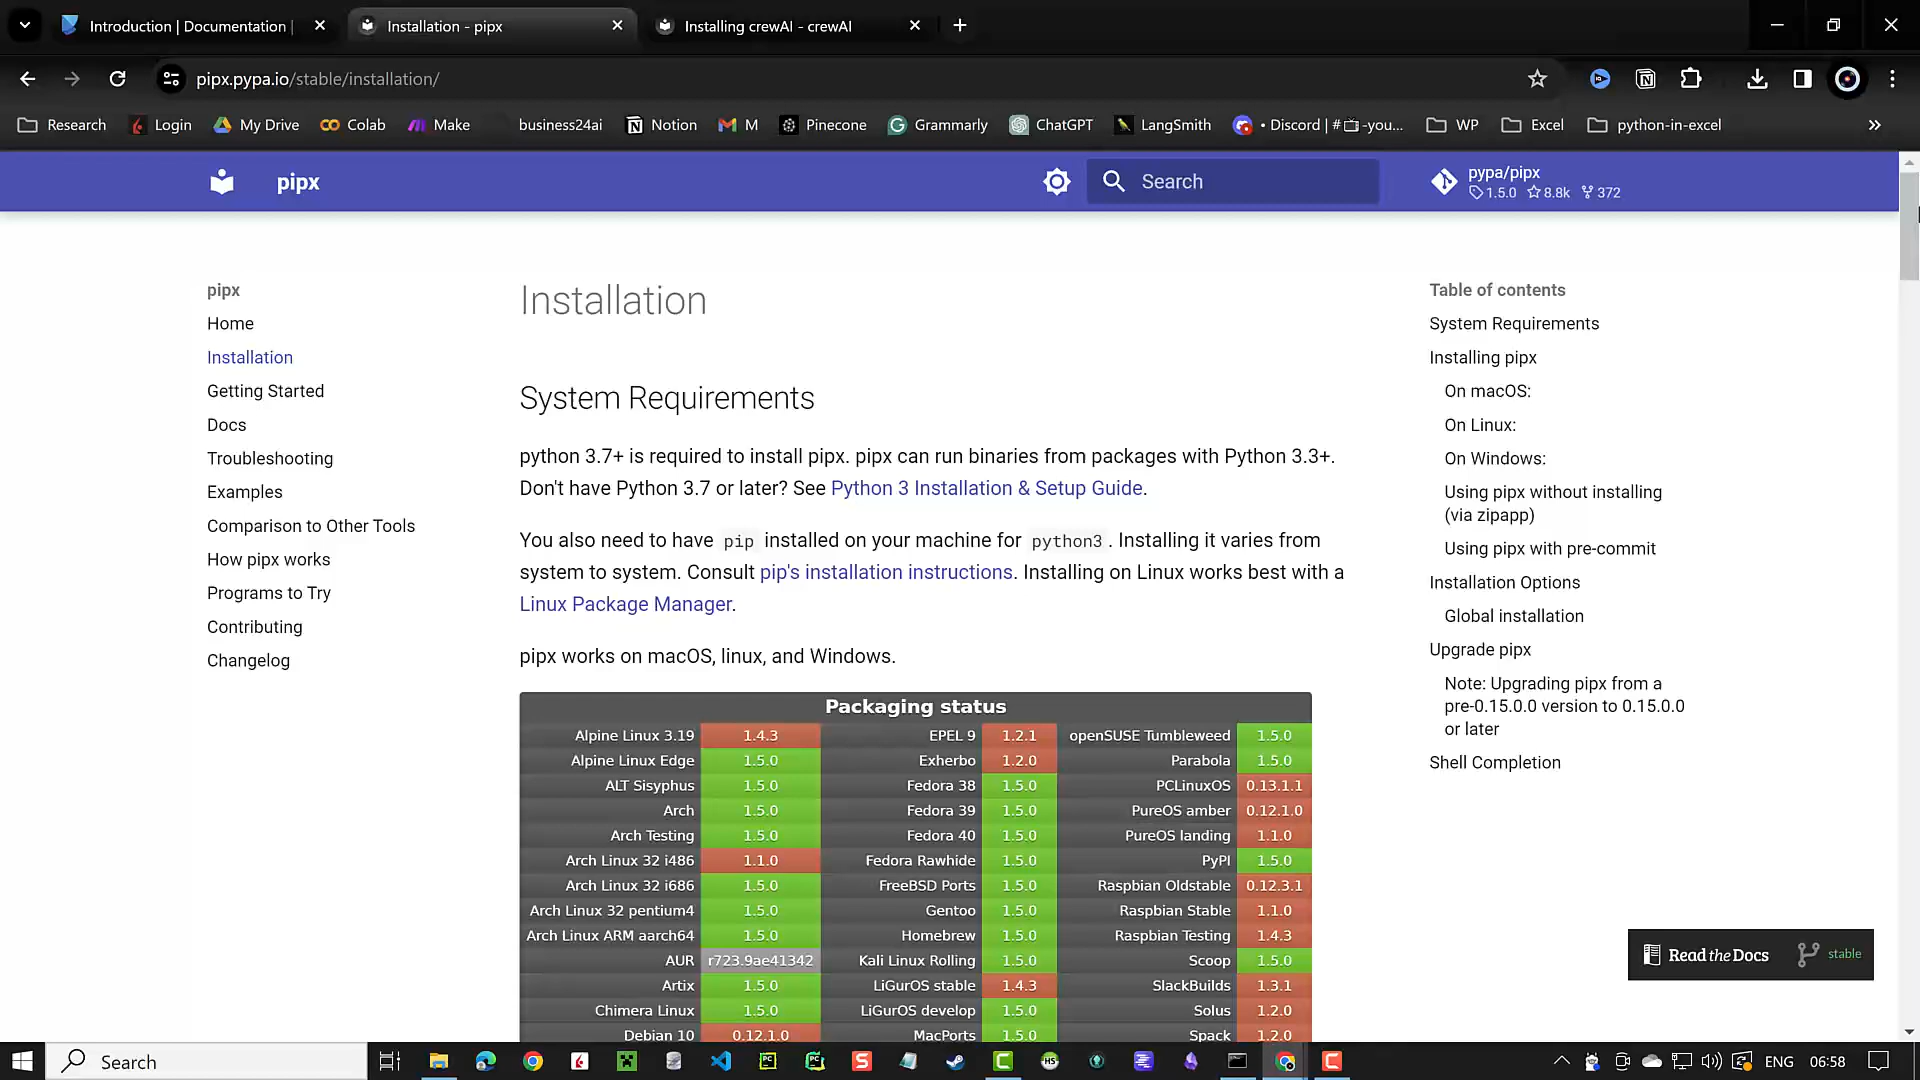 Introduction | Documentation |
Installation - pipx
Installing crewAI - crewAI
pipx.pypa.io/stable/installation/
Research
Login
My Drive
Colab
Make
business24ai
Notion
M
Pinecone
Grammarly
ChatGPT
LangSmith
• Discord | #📺-you...
WP
Excel
python-in-excel
pipx
Search
pypa/pipx
1.5.0 8.8k 372
pipx
Home
Installation
Getting Started
Docs
Troubleshooting
Examples
Comparison to Other Tools
How pipx works
Programs to Try
Contributing
Changelog
Installation
System Requirements
python 3.7+ is required to install pipx. pipx can run binaries from packages with Python 3.3+.
Don't have Python 3.7 or later? See Python 3 Installation & Setup Guide.
You also need to have pip installed on your machine for python3. Installing it varies from
system to system. Consult pip's installation instructions. Installing on Linux works best with a
Linux Package Manager.
pipx works on macOS, linux, and Windows.
Packaging status
Alpine Linux 3.19 1.4.3 EPEL 9 1.2.1 openSUSE Tumbleweed 1.5.0
Alpine Linux Edge 1.5.0 Exherbo 1.2.0 Parabola 1.5.0
ALT Sisyphus 1.5.0 Fedora 38 1.5.0 PCLinuxOS 0.13.1.1
Arch 1.5.0 Fedora 39 1.5.0 PureOS amber 0.12.1.0
Arch Testing 1.5.0 Fedora 40 1.5.0 PureOS landing 1.1.0
Arch Linux 32 i486 1.1.0 Fedora Rawhide 1.5.0 PyPI 1.5.0
Arch Linux 32 i686 1.5.0 FreeBSD Ports 1.5.0 Raspbian Oldstable 0.12.3.1
Arch Linux 32 pentium4 1.5.0 Gentoo 1.5.0 Raspbian Stable 1.1.0
Arch Linux ARM aarch64 1.5.0 Homebrew 1.5.0 Raspbian Testing 1.4.3
AUR r723.9ae41342 Kali Linux Rolling 1.5.0 Scoop 1.5.0
Artix 1.5.0 LiGurOS stable 1.4.3 SlackBuilds 1.3.1
Chimera Linux 1.5.0 LiGurOS develop 1.5.0 Solus 1.2.0
Debian 10 0.12.1.0 MacPorts 1.5.0 Spack 1.2.0
Table of contents
System Requirements
Installing pipx
On macOS:
On Linux:
On Windows:
Using pipx without installing
(via zipapp)
Using pipx with pre-commit
Installation Options
Global installation
Upgrade pipx
Note: Upgrading pipx from a
pre-0.15.0.0 version to 0.15.0.0
or later
Shell Completion
Read the Docs
stable
Search
ENG
06:58